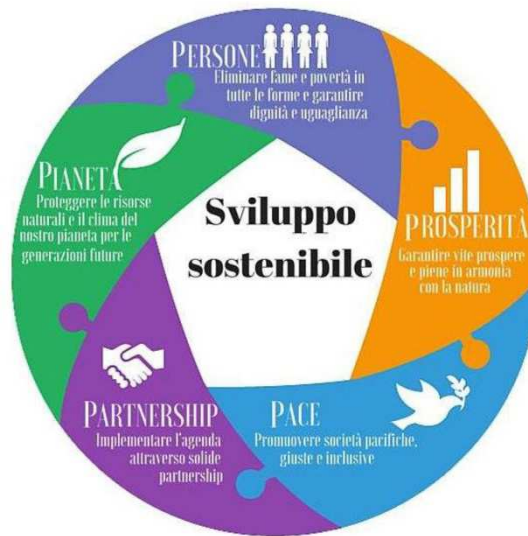 PERSONE
Eliminare fame e povertà in
tutte le forme e garantire
dignità e uguaglianza
PIANETA
Proteggere le risorse
naturali e il clima del
nostro pianeta per le
generazioni future
Sviluppo
sostenibile
PROSPERITÀ
Garantire vite prospere
e piene in armonia
con la natura
PARTNERSHIP
Implementare l'agenda
attraverso solide
partnership
PACE
Promuovere società pacifiche,
giuste e inclusive